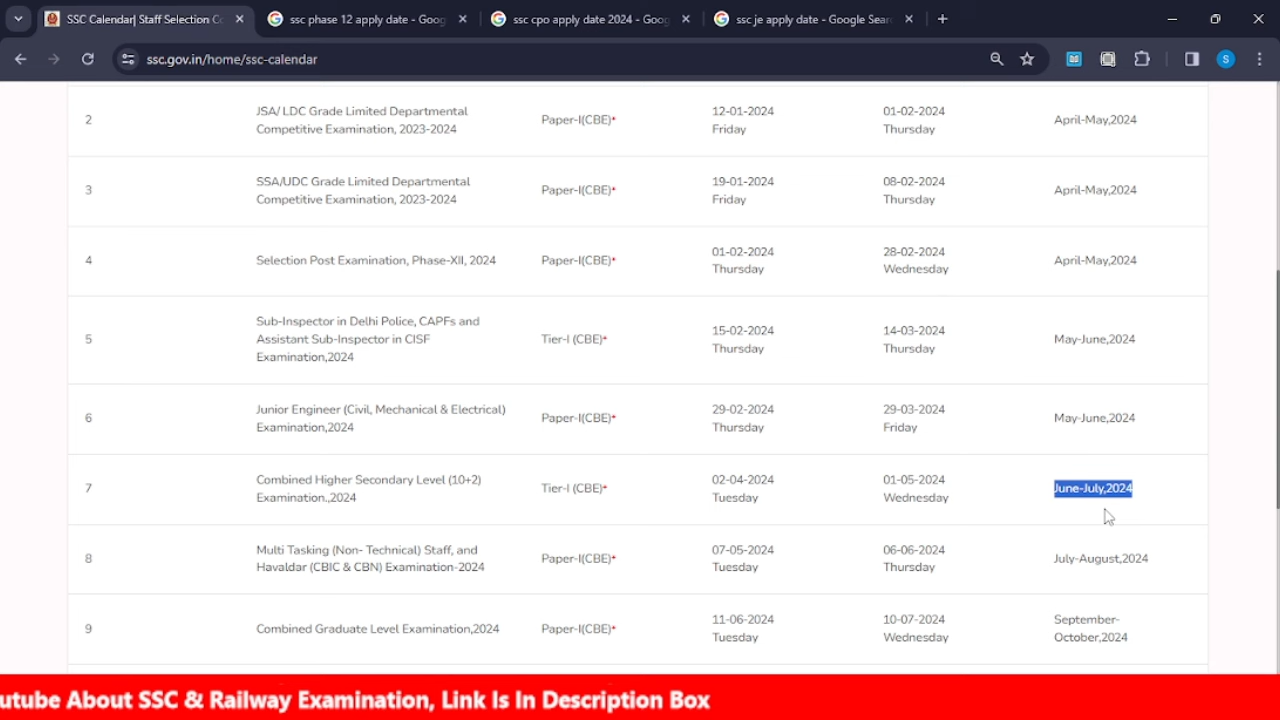 SSC Calendar| Staff Selection Co
ssc phase 12 apply date - Goog
ssc cpo apply date 2024 - Goog
ssc je apply date - Google Sear
ssc.gov.in/home/ssc-calendar
S
2 JSA/ LDC Grade Limited Departmental Competitive Examination, 2023-2024 Paper-I(CBE)* 12-01-2024 Friday 01-02-2024 Thursday April-May,2024
3 SSA/UDC Grade Limited Departmental Competitive Examination, 2023-2024 Paper-I(CBE)* 19-01-2024 Friday 08-02-2024 Thursday April-May,2024
4 Selection Post Examination, Phase-XII, 2024 Paper-I(CBE)* 01-02-2024 Thursday 28-02-2024 Wednesday April-May,2024
5 Sub-Inspector in Delhi Police, CAPFs and Assistant Sub-Inspector in CISF Examination,2024 Tier-I (CBE)* 15-02-2024 Thursday 14-03-2024 Thursday May-June,2024
6 Junior Engineer (Civil, Mechanical & Electrical) Examination,2024 Paper-I(CBE)* 29-02-2024 Thursday 29-03-2024 Friday May-June,2024
7 Combined Higher Secondary Level (10+2) Examination.,2024 Tier-I (CBE)* 02-04-2024 Tuesday 01-05-2024 Wednesday June-July,2024
8 Multi Tasking (Non- Technical) Staff, and Havaldar (CBIC & CBN) Examination-2024 Paper-I(CBE)* 07-05-2024 Tuesday 06-06-2024 Thursday July-August,2024
9 Combined Graduate Level Examination,2024 Paper-I(CBE)* 11-06-2024 Tuesday 10-07-2024 Wednesday September-October,2024
utube About SSC & Railway Examination, Link Is In Description Box